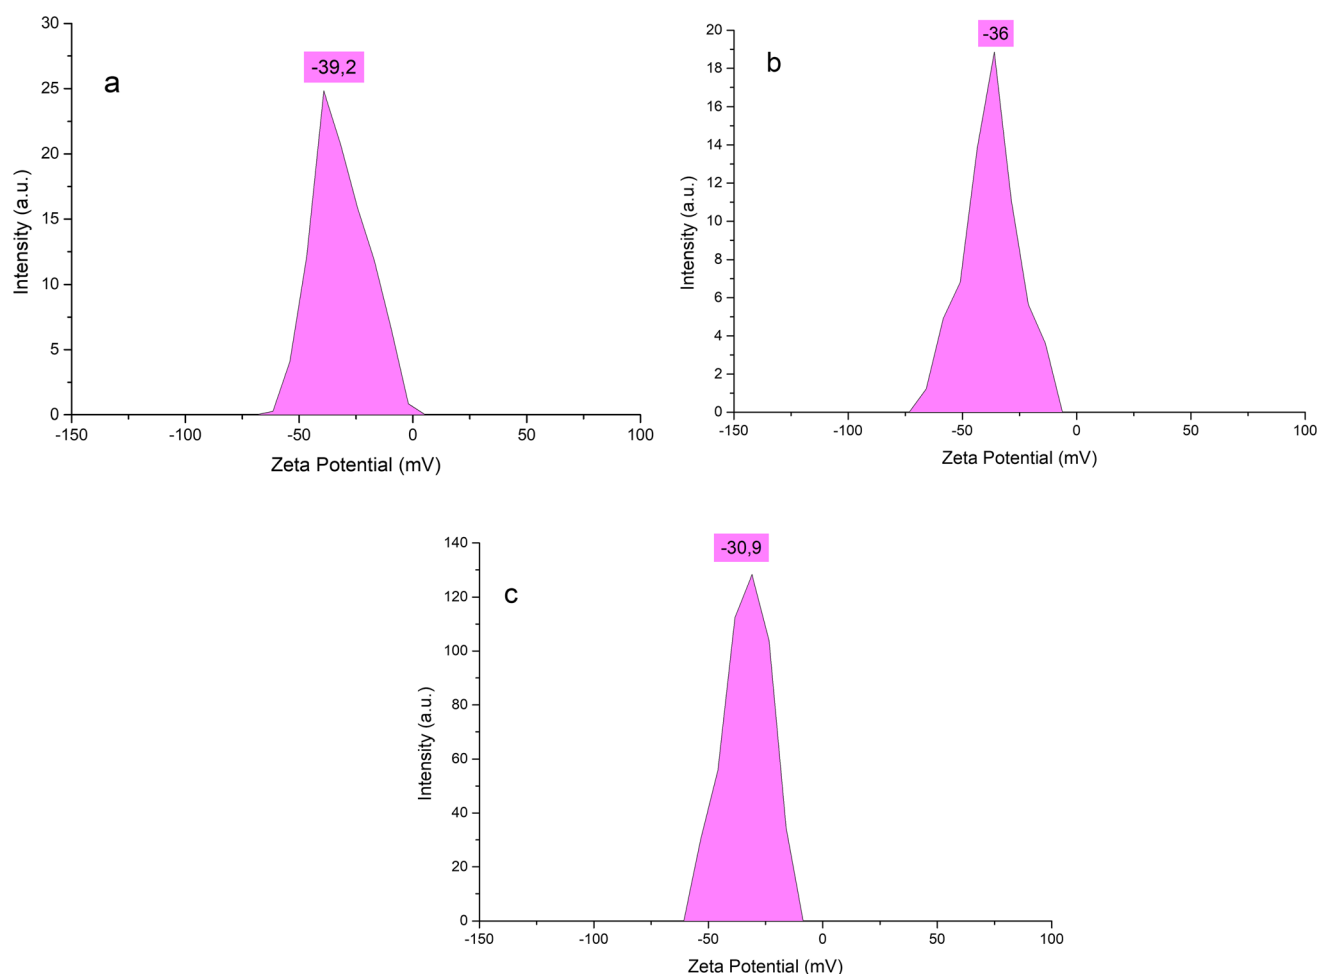 a
-39,2
30
25
20
15
10
5
0
-150 -100 -50 0 50 100
Intensity (a.u.)
Zeta Potential (mV)
b
-36
20
18
16
14
12
10
8
6
4
2
0
-150 -100 -50 0 50 100
Intensity (a.u.)
Zeta Potential (mV)
c
-30,9
140
120
100
80
60
40
20
0
-150 -100 -50 0 50 100
Intensity (a.u.)
Zeta Potential (mV)